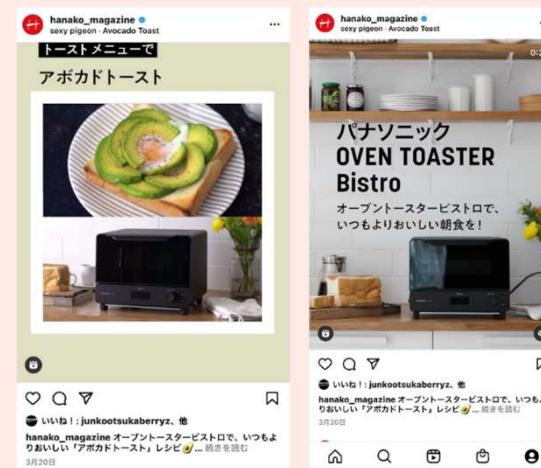 hanako_magazine
sexy pigeon · Avocado Toast
トーストメニューで
アボカドトースト
いいね！: junkootsukaberryz、他
hanako_magazine オーブントースタービストロで、いつもよ
りおいしい「アボカドトースト」レシピ🥑... 続きを読む
3月20日
hanako_magazine
sexy pigeon · Avocado Toast
パナソニック
OVEN TOASTER
Bistro
オーブントースタービストロで、
いつもよりおいしい朝食を！
いいね！: junkootsukaberryz、他
hanako_magazine オーブントースタービストロで、いつもよ
りおいしい「アボカドトースト」レシピ🥑... 続きを読む
3月20日